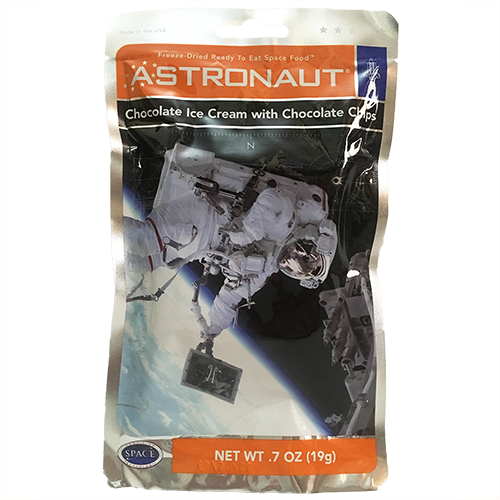 MADE IN THE USA
Freeze-Dried Ready To Eat Space Food™
ASTRONAUT®
Chocolate Ice Cream with Chocolate Chips
N
SPACE
NET WT .7 OZ (19g)